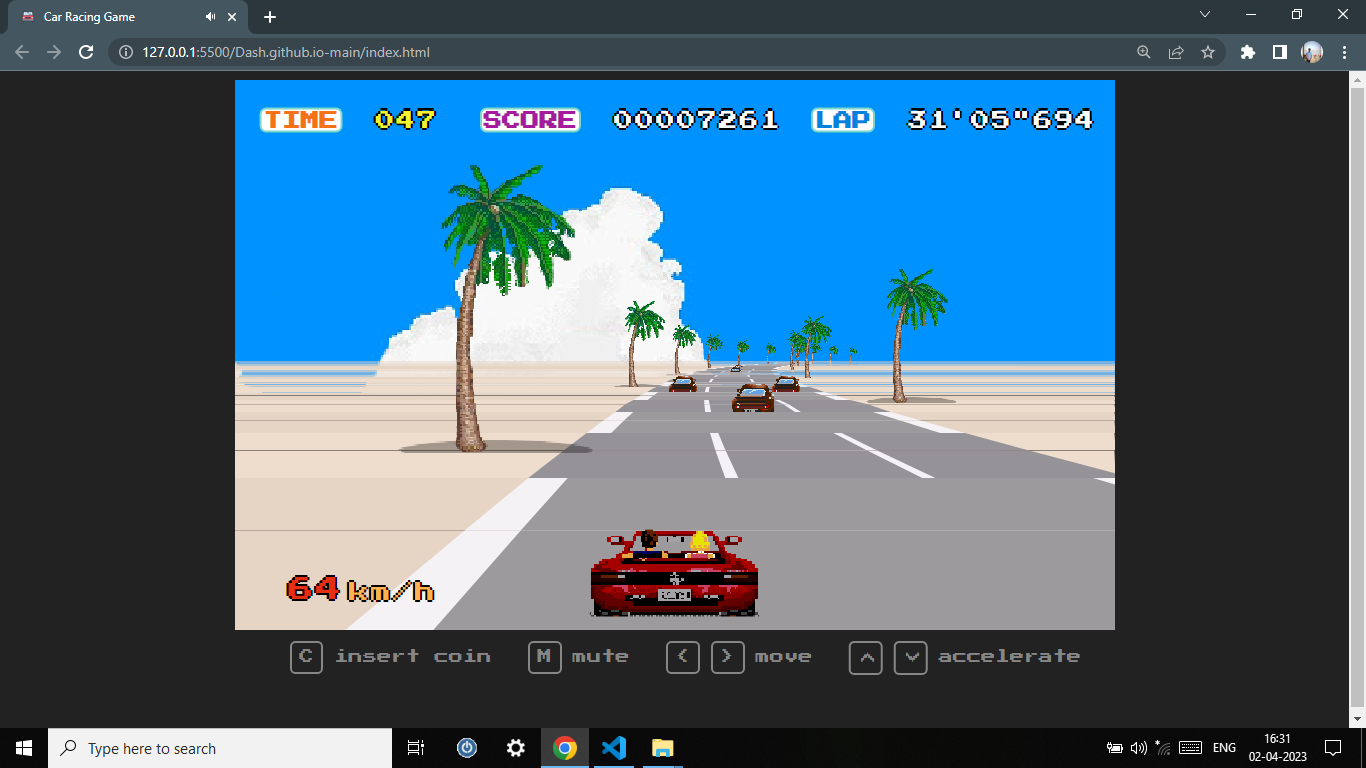 Car Racing Game
127.0.0.1:5500/Dash.github.io-main/index.html
TIME 047 SCORE 00007261 LAP 31'05"694
64 km/h
C insert coin M mute < > move ^ v accelerate
Type here to search
ENG
16:31
02-04-2023